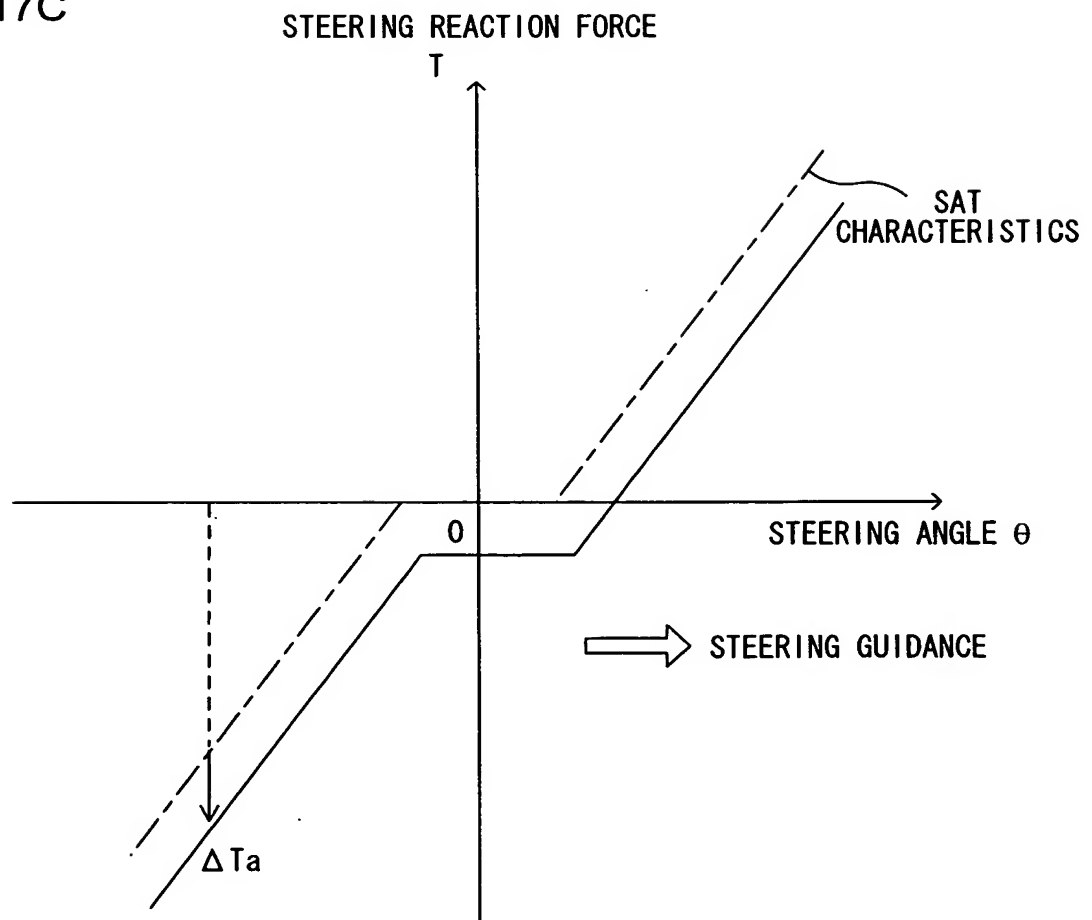 17C
STEERING REACTION FORCE
T
SAT
CHARACTERISTICS
0
STEERING ANGLE θ
STEERING GUIDANCE
ΔTa